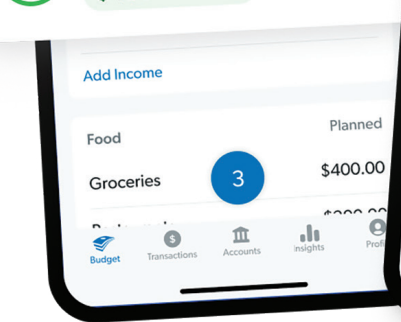 Add Income
Food Planned
Groceries 3 $400.00
Budget Transactions Accounts Insights